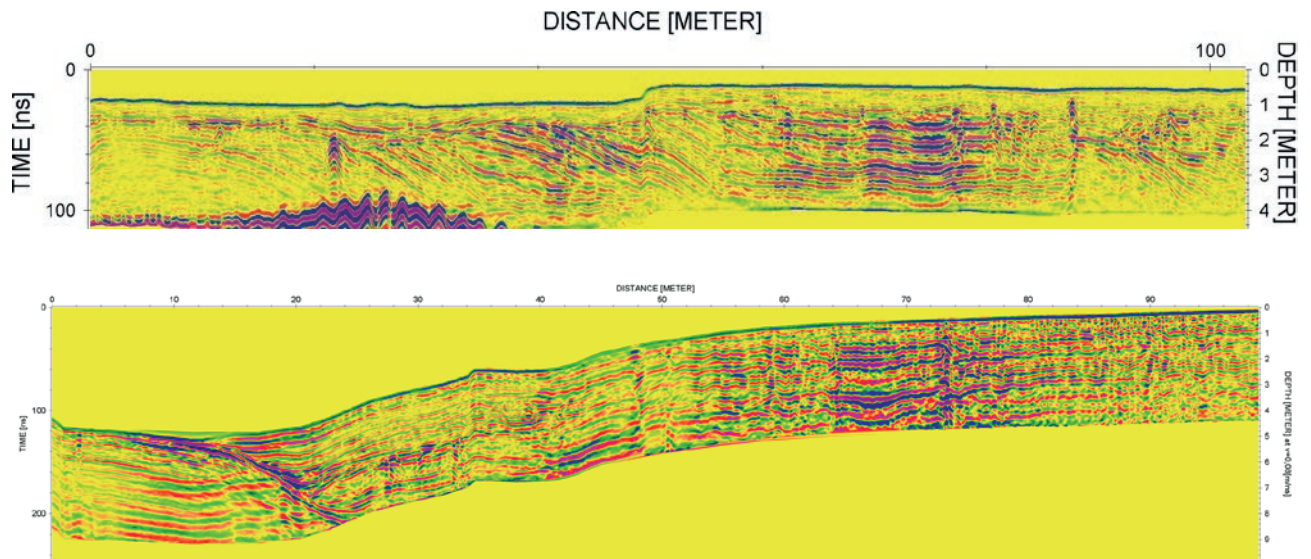 DISTANCE [METER]
0 100
0 0
1
2
3
100 4
TIME [ns]
DEPTH [METER]
DISTANCE [METER]
0 10 20 30 40 50 60 70 80 90
0 0
1
2
3
100 4
5
6
7
200 8
9
TIME [ns]
DEPTH [METER] at v=0.08[m/ns]